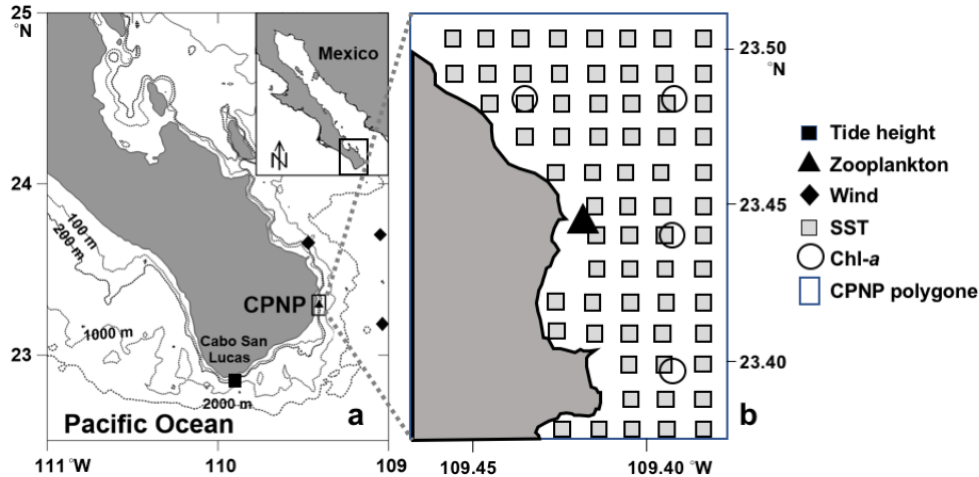 25
°N
24
23
111 °W
110
109
Mexico
N
100 m
200 m
1000 m
2000 m
CPNP
Cabo San
Lucas
Pacific Ocean
a
23.50
°N
23.45
23.40
109.45
109.40 °W
b
Tide height
Zooplankton
Wind
SST
Chl-a
CPNP polygone